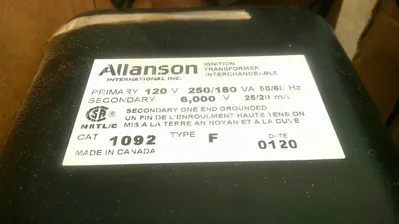 Allanson
INTERNATIONAL INC.
IGNITION
TRANSFORMER
INTERCHANGEABLE
PRIMARY 120 V 250/180 VA 50/60 Hz
SECONDARY 6,000 V 25/20 mA
SECONDARY ONE END GROUNDED
UN FIN DE L'ENROULMENT HAUTE TENSION
MIS A LA TERRE AN NOYAN ET A LA CUVE
NRTL/C
CAT 1092 TYPE F DATE 0120
MADE IN CANADA